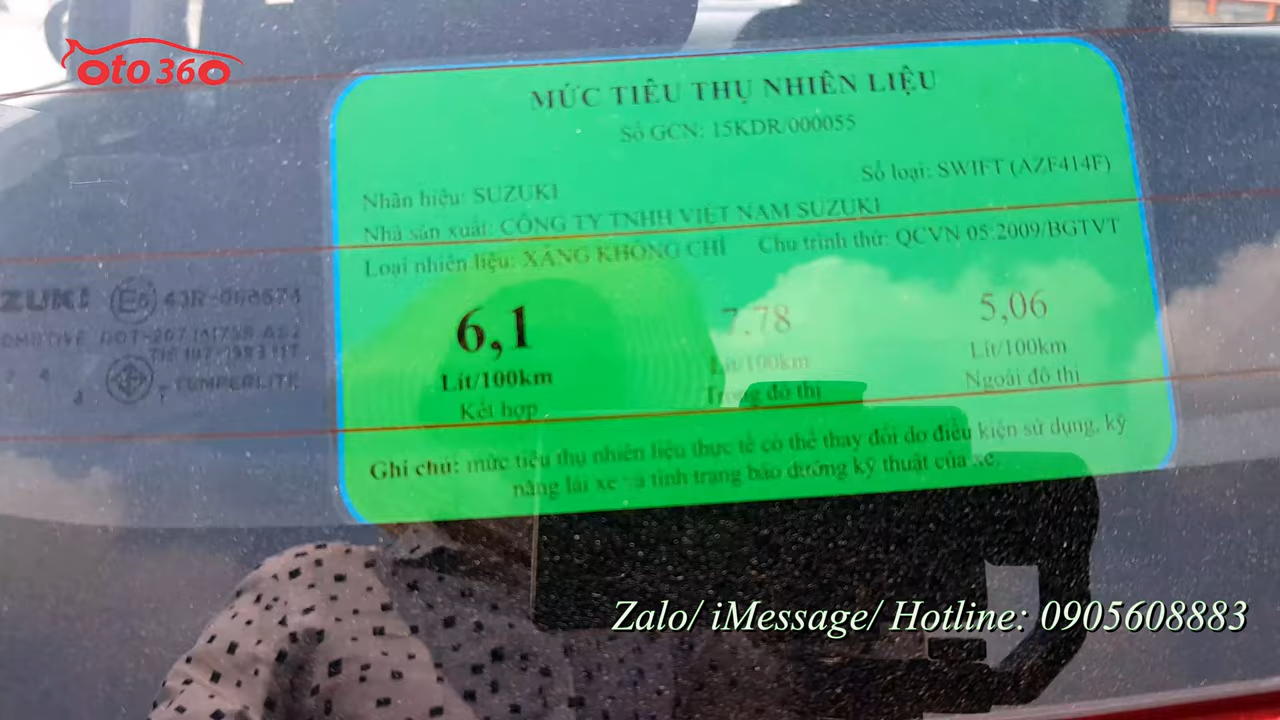 oto360
MỨC TIÊU THỤ NHIÊN LIỆU
Số GCN: 15KDR/000055
Nhãn hiệu: SUZUKI
Số loại: SWIFT (AZF414F)
Nhà sản xuất: CÔNG TY TNHH VIỆT NAM SUZUKI
Loại nhiên liệu: XĂNG KHÔNG CHÌ Chu trình thử: QCVN 05:2009/BGTVT
6,1 7.78 5,06
Lít/100km Lít/100km Lít/100km
Kết hợp Trong đô thị Ngoài đô thị
Ghi chú: mức tiêu thụ nhiên liệu thực tế có thể thay đổi do điều kiện sử dụng, kỹ
năng lái xe và tình trạng bảo dưỡng kỹ thuật của xe.
ZUKI E6 43R-
DOT-207
TEMPERLITE
Zalo/ iMessage/ Hotline: 0905608883